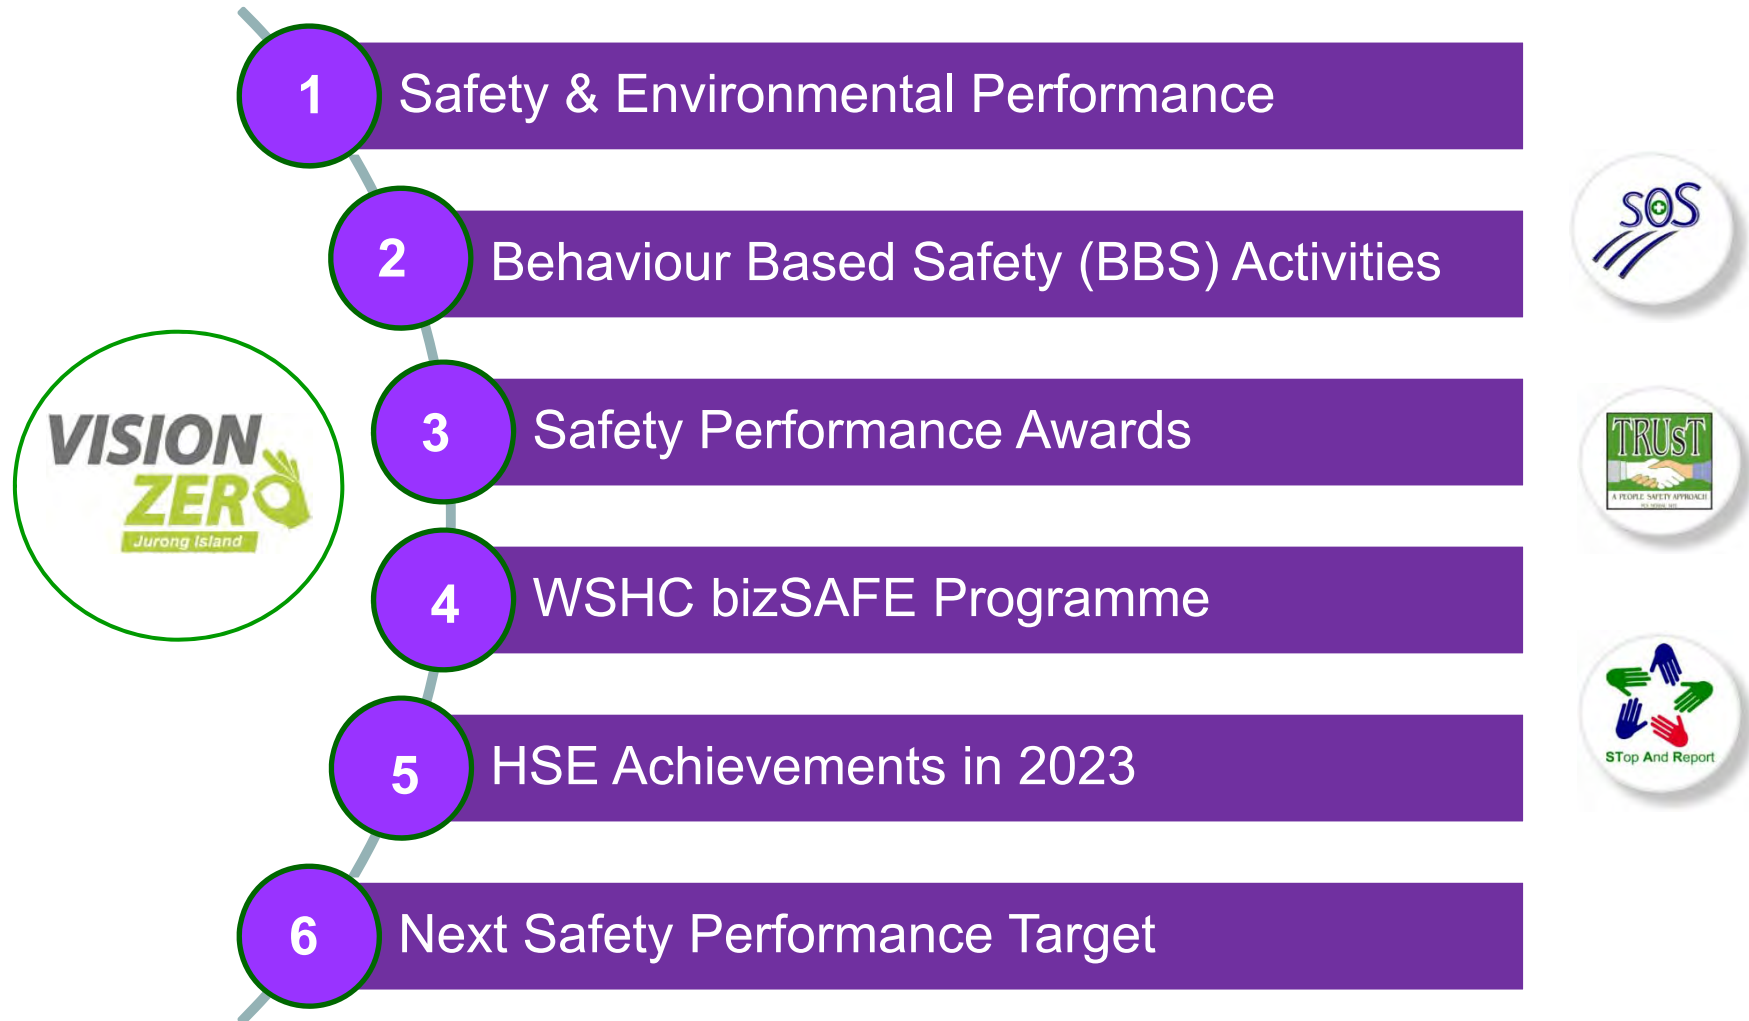 1 Safety & Environmental Performance
2 Behaviour Based Safety (BBS) Activities
3 Safety Performance Awards
4 WSHC bizSAFE Programme
5 HSE Achievements in 2023
6 Next Safety Performance Target
VISION
ZERO
Jurong Island
SOS
TRUsT
A PEOPLE SAFETY APPROACH
STop And Report